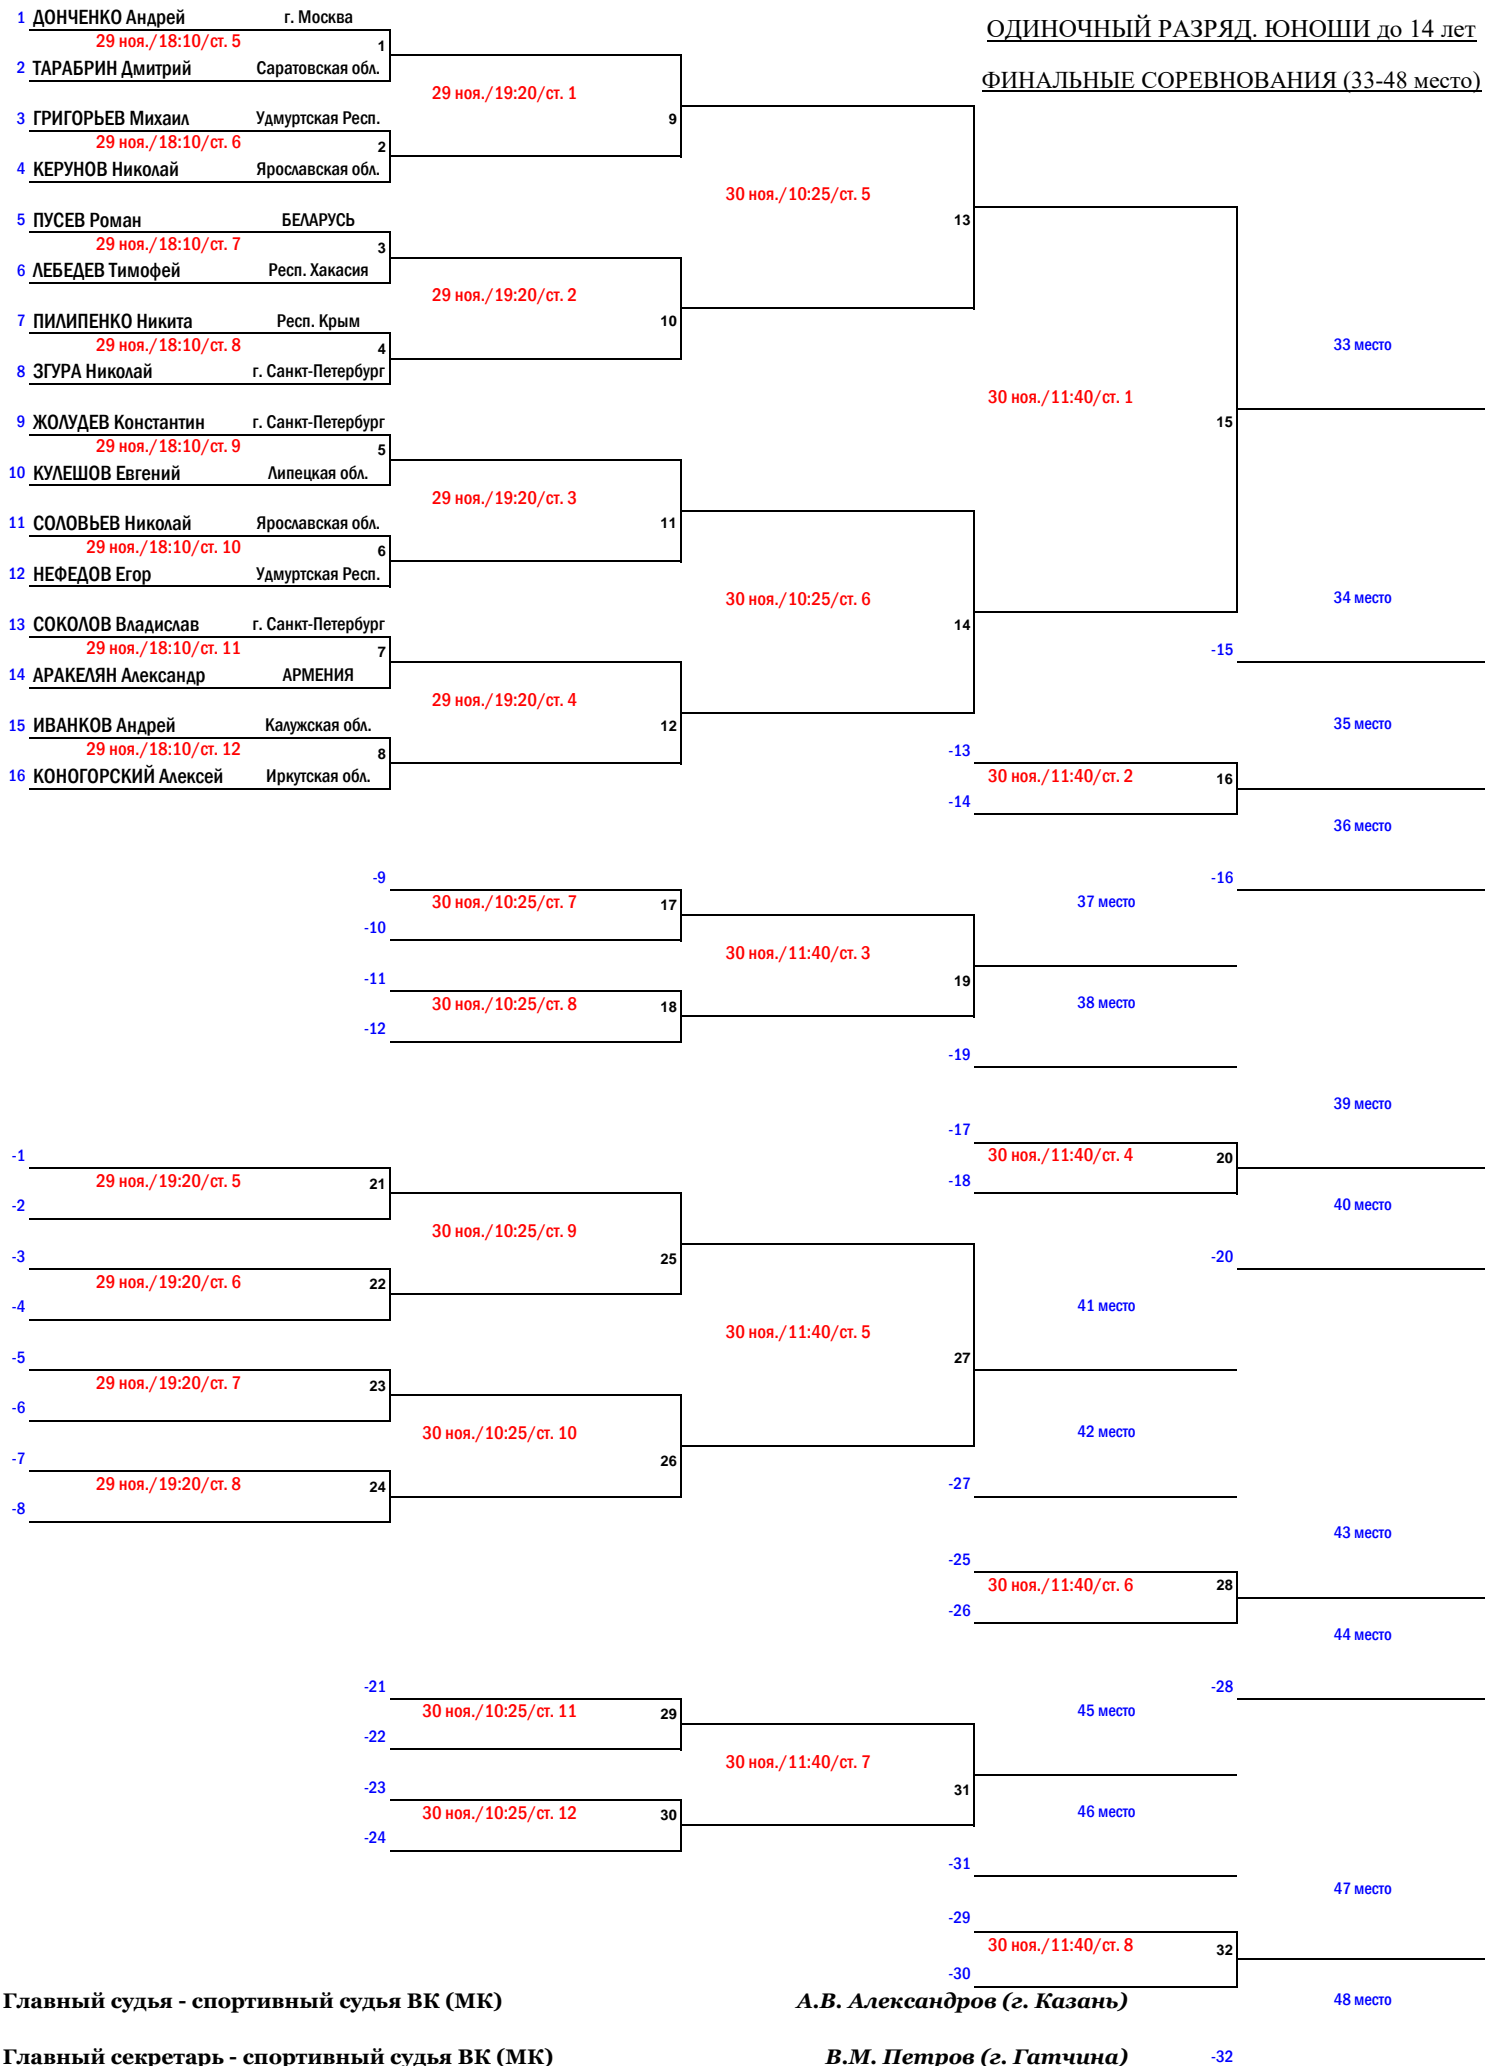 1 ДОНЧЕНКО Андрей г. Москва
ОДИНОЧНЫЙ РАЗРЯД. ЮНОШИ до 14 лет
29 ноя./18:10/ст. 5 1
2 ТАРАБРИН Дмитрий Саратовская обл.
ФИНАЛЬНЫЕ СОРЕВНОВАНИЯ (33-48 место)
29 ноя./19:20/ст. 1
3 ГРИГОРЬЕВ Михаил Удмуртская Респ. 9
29 ноя./18:10/ст. 6 2
4 КЕРУНОВ Николай Ярославская обл.
30 ноя./10:25/ст. 5
5 ПУСЕВ Роман БЕЛАРУСЬ 13
29 ноя./18:10/ст. 7 3
6 ЛЕБЕДЕВ Тимофей Респ. Хакасия
29 ноя./19:20/ст. 2
7 ПИЛИПЕНКО Никита Респ. Крым 10
29 ноя./18:10/ст. 8 4 33 место
8 ЗГУРА Николай г. Санкт-Петербург
30 ноя./11:40/ст. 1
9 ЖОЛУДЕВ Константин г. Санкт-Петербург 15
29 ноя./18:10/ст. 9 5
10 КУЛЕШОВ Евгений Липецкая обл.
29 ноя./19:20/ст. 3
11 СОЛОВЬЕВ Николай Ярославская обл. 11
29 ноя./18:10/ст. 10 6
12 НЕФЕДОВ Егор Удмуртская Респ.
30 ноя./10:25/ст. 6 34 место
13 СОКОЛОВ Владислав г. Санкт-Петербург 14
29 ноя./18:10/ст. 11 7 -15
14 АРАКЕЛЯН Александр АРМЕНИЯ
29 ноя./19:20/ст. 4
15 ИВАНКОВ Андрей Калужская обл. 12 35 место
29 ноя./18:10/ст. 12 8 -13
16 КОНОГОРСКИЙ Алексей Иркутская обл. 30 ноя./11:40/ст. 2 16
-14
36 место
-9 -16
30 ноя./10:25/ст. 7 17 37 место
-10
30 ноя./11:40/ст. 3
-11 19
30 ноя./10:25/ст. 8 18 38 место
-12
-19
39 место
-17
-1 30 ноя./11:40/ст. 4 20
29 ноя./19:20/ст. 5 21 -18
-2 40 место
30 ноя./10:25/ст. 9
-3 25 -20
29 ноя./19:20/ст. 6 22
-4 41 место
30 ноя./11:40/ст. 5
-5 27
29 ноя./19:20/ст. 7 23
-6
30 ноя./10:25/ст. 10 42 место
-7 26
29 ноя./19:20/ст. 8 24 -27
-8
43 место
-25
30 ноя./11:40/ст. 6 28
-26
44 место
-21 -28
30 ноя./10:25/ст. 11 29 45 место
-22
30 ноя./11:40/ст. 7
-23 31
30 ноя./10:25/ст. 12 30 46 место
-24
-31
47 место
-29
30 ноя./11:40/ст. 8 32
-30
Главный судья - спортивный судья ВК (МК) А.В. Александров (г. Казань) 48 место
Главный секретарь - спортивный судья ВК (МК) В.М. Петров (г. Гатчина) -32